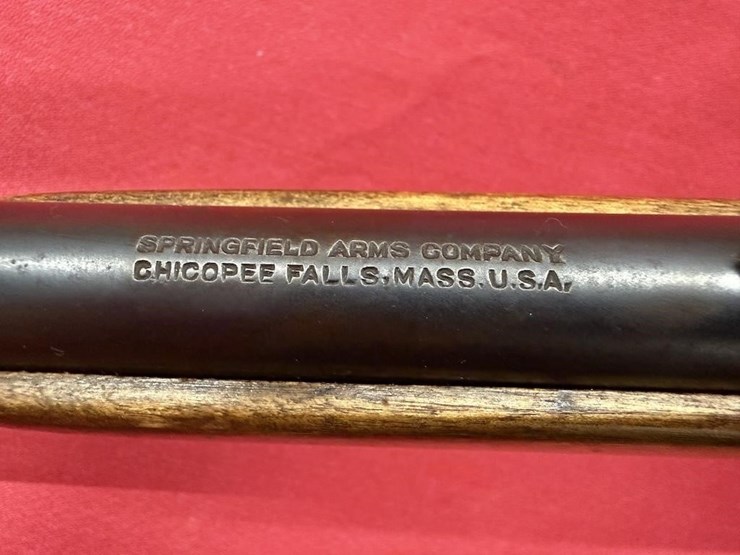 SPRINGFIELD ARMS COMPANY.
CHICOPEE FALLS, MASS. U.S.A.